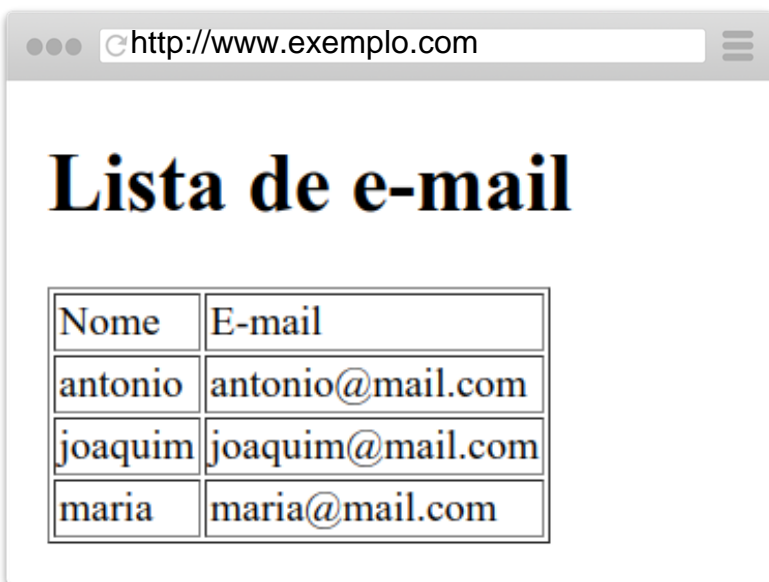 http://www.exemplo.com
Lista de e-mail
Nome E-mail
antonio antonio@mail.com
joaquim joaquim@mail.com
maria maria@mail.com